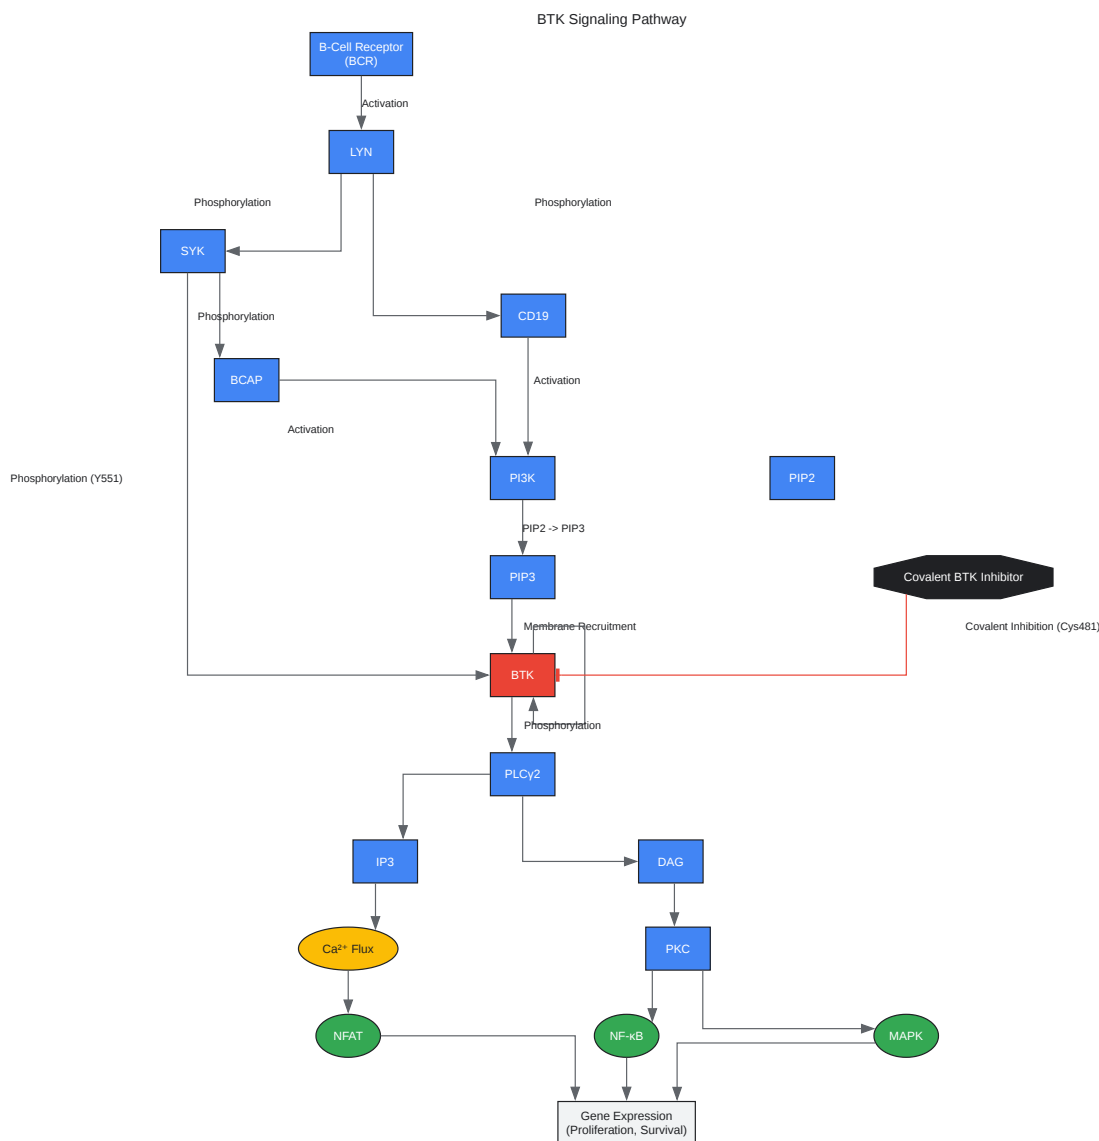 BTK Signaling Pathway
B-Cell Receptor
(BCR)
Activation
LYN
Phosphorylation
Phosphorylation
SYK
Phosphorylation
CD19
BCAP
Activation
Activation
Phosphorylation (Y551)
PI3K
PIP2
PIP2 -> PIP3
PIP3
Covalent BTK Inhibitor
Membrane Recruitment
Covalent Inhibition (Cys481)
BTK
Phosphorylation
PLCγ2
IP3
DAG
Ca²⁺ Flux
PKC
NFAT
NF-κB
MAPK
Gene Expression
(Proliferation, Survival)